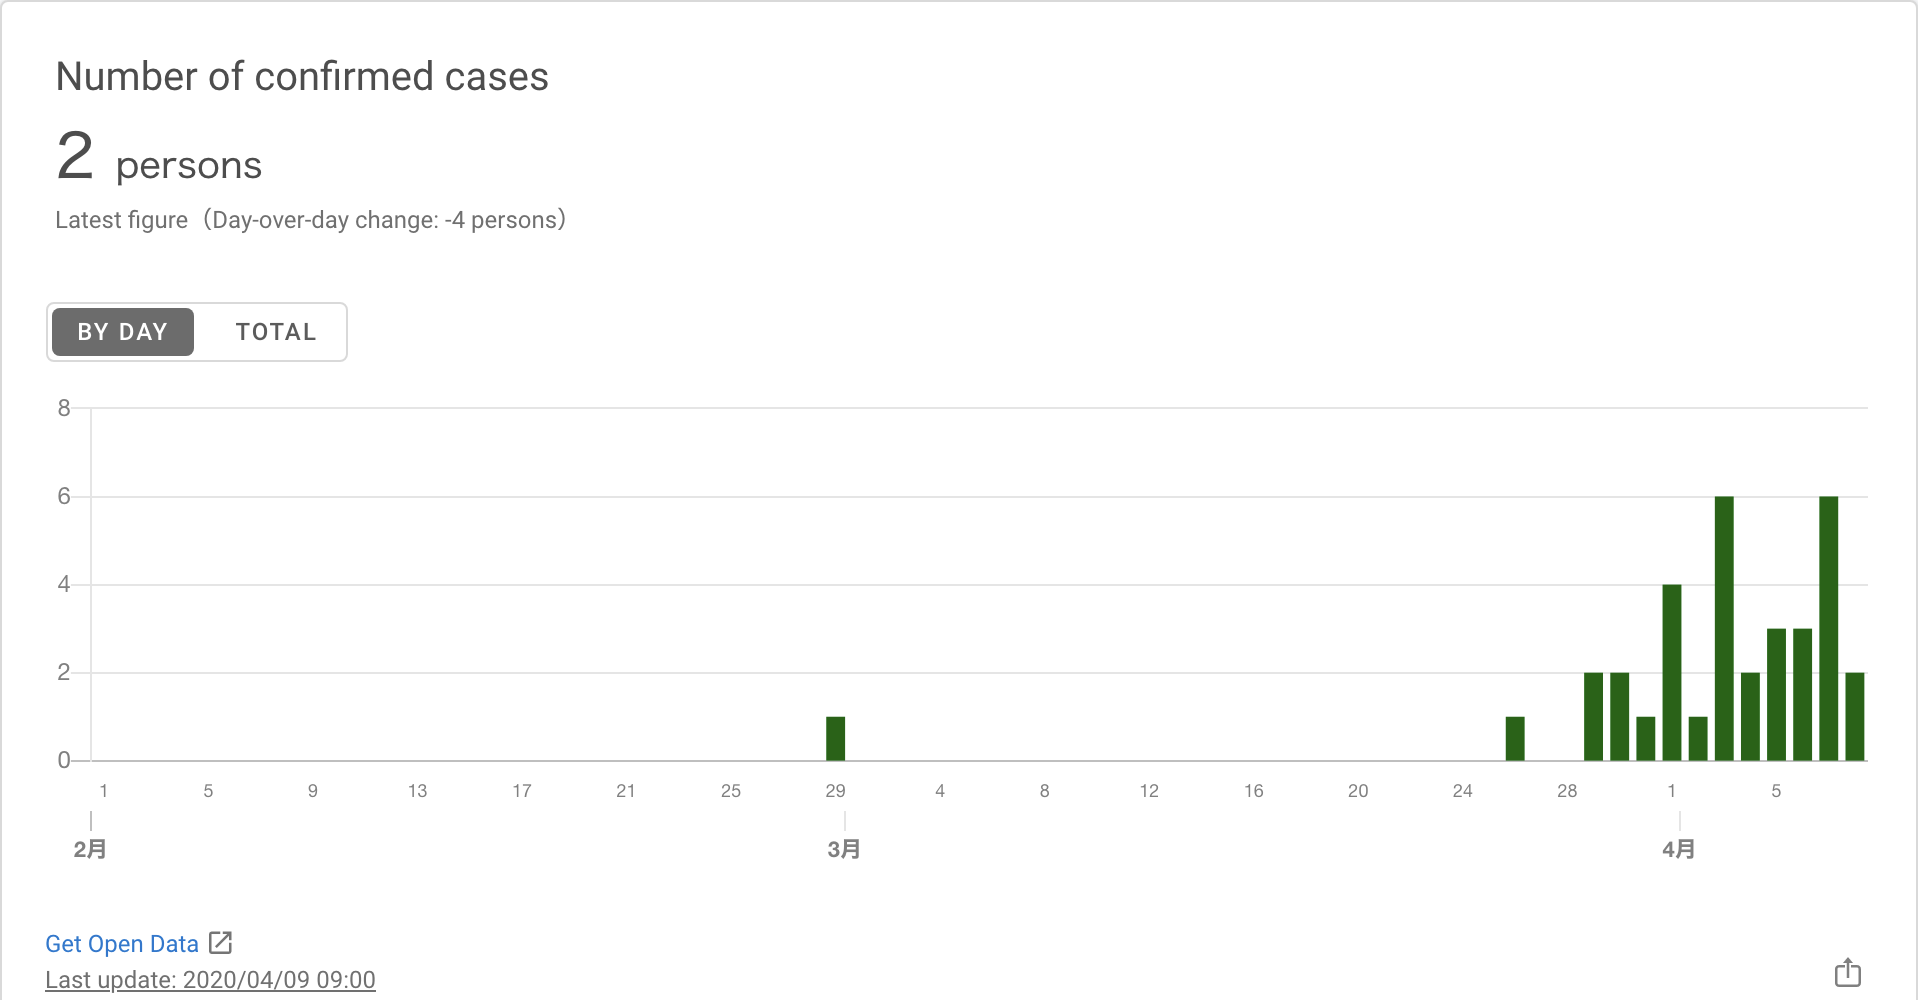 Number of confirmed cases
2 persons
Latest figure（Day-over-day change: -4 persons）
BY DAY TOTAL
8
6
4
2
0
1 5 9 13 17 21 25 29 4 8 12 16 20 24 28 1 5
2月 3月 4月
Get Open Data
Last update: 2020/04/09 09:00